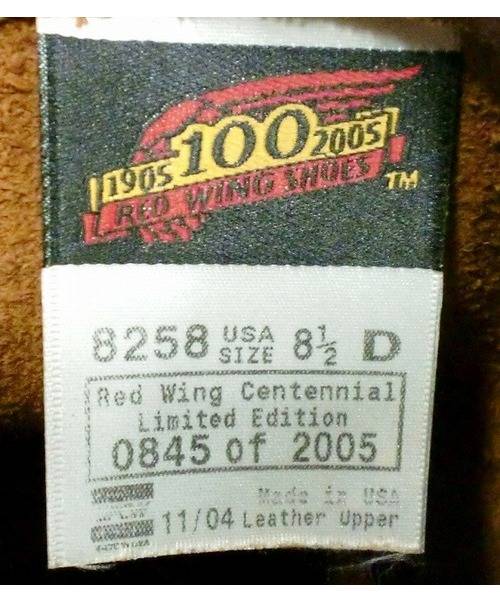 1905 100 2005
RED WING SHOES TM
8258 USA SIZE 8½ D
Red Wing Centennial
Limited Edition
0845 of 2005
Made in USA
11/04 Leather Upper